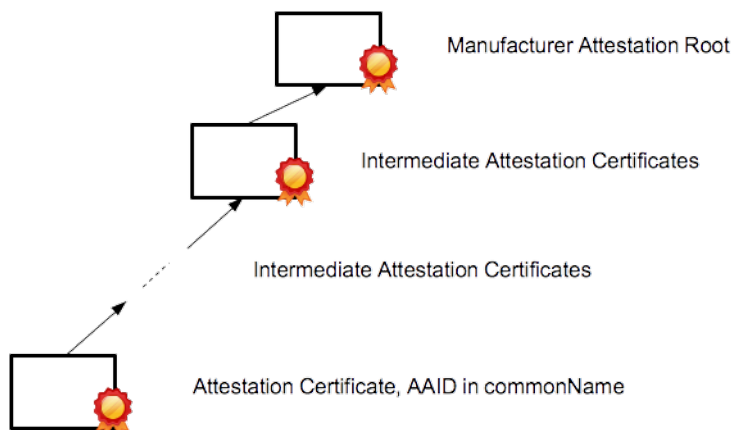 Manufacturer Attestation Root
Intermediate Attestation Certificates
Intermediate Attestation Certificates
Attestation Certificate, AAID in commonName